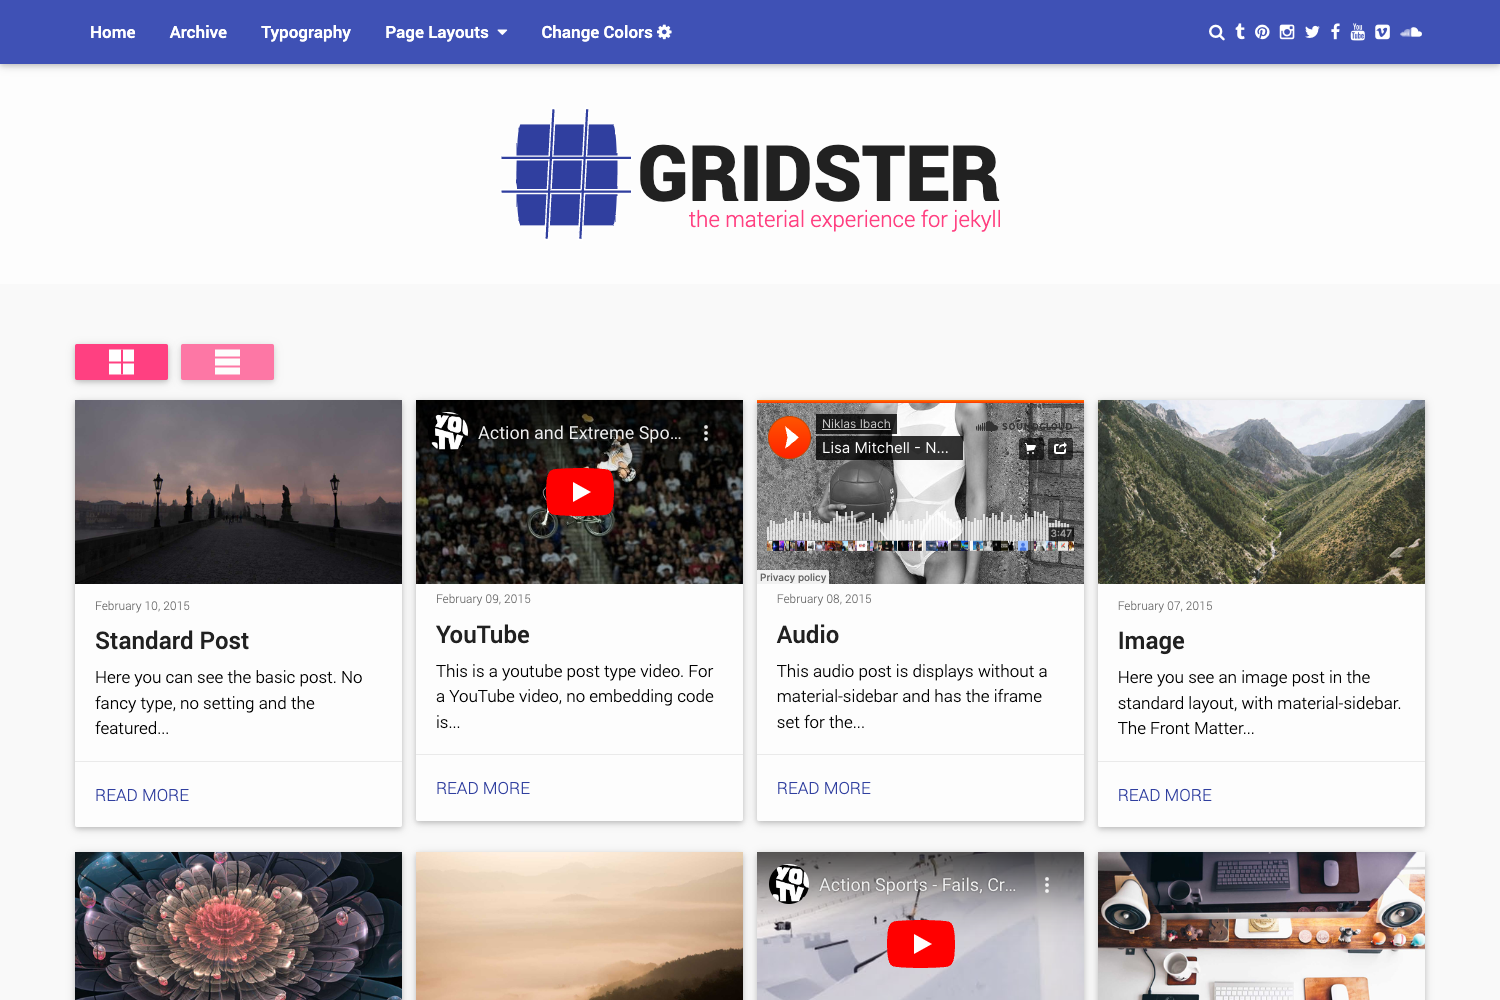 Home Archive Typography Page Layouts Change Colors
GRIDSTER
the material experience for jekyll
YO TV
Action and Extreme Spo...
Niklas Ibach
Lisa Mitchell - N...
SOUNDCLOUD
3:47
Privacy policy
February 10, 2015
Standard Post
Here you can see the basic post. No
fancy type, no setting and the
featured...
READ MORE
February 09, 2015
YouTube
This is a youtube post type video. For
a YouTube video, no embedding code
is...
READ MORE
February 08, 2015
Audio
This audio post is displays without a
material-sidebar and has the iframe
set for the...
READ MORE
February 07, 2015
Image
Here you see an image post in the
standard layout, with material-sidebar.
The Front Matter...
READ MORE
YO TV
Action Sports - Fails, Cr...